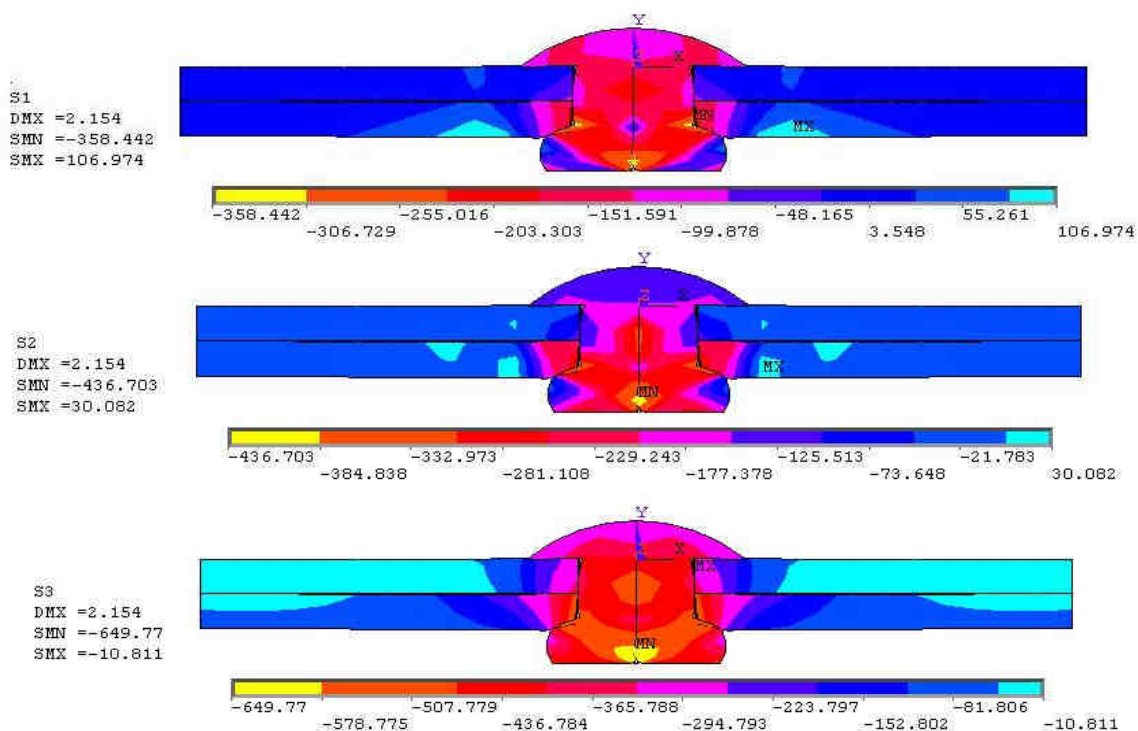 Y
X
S1
DMX =2.154
SMN =-358.442
SMX =106.974
MN
MX
-358.442 -255.016 -151.591 -48.165 55.261
-306.729 -203.303 -99.878 3.548 106.974
Y
Z
S2
DMX =2.154
SMN =-436.703
SMX =30.082
MX
MN
-436.703 -332.973 -229.243 -125.513 -21.783
-384.838 -281.108 -177.378 -73.648 30.082
Y
X
MX
S3
DMX =2.154
SMN =-649.77
SMX =-10.811
MN
-649.77 -507.779 -365.788 -223.797 -81.806
-578.775 -436.784 -294.793 -152.802 -10.811